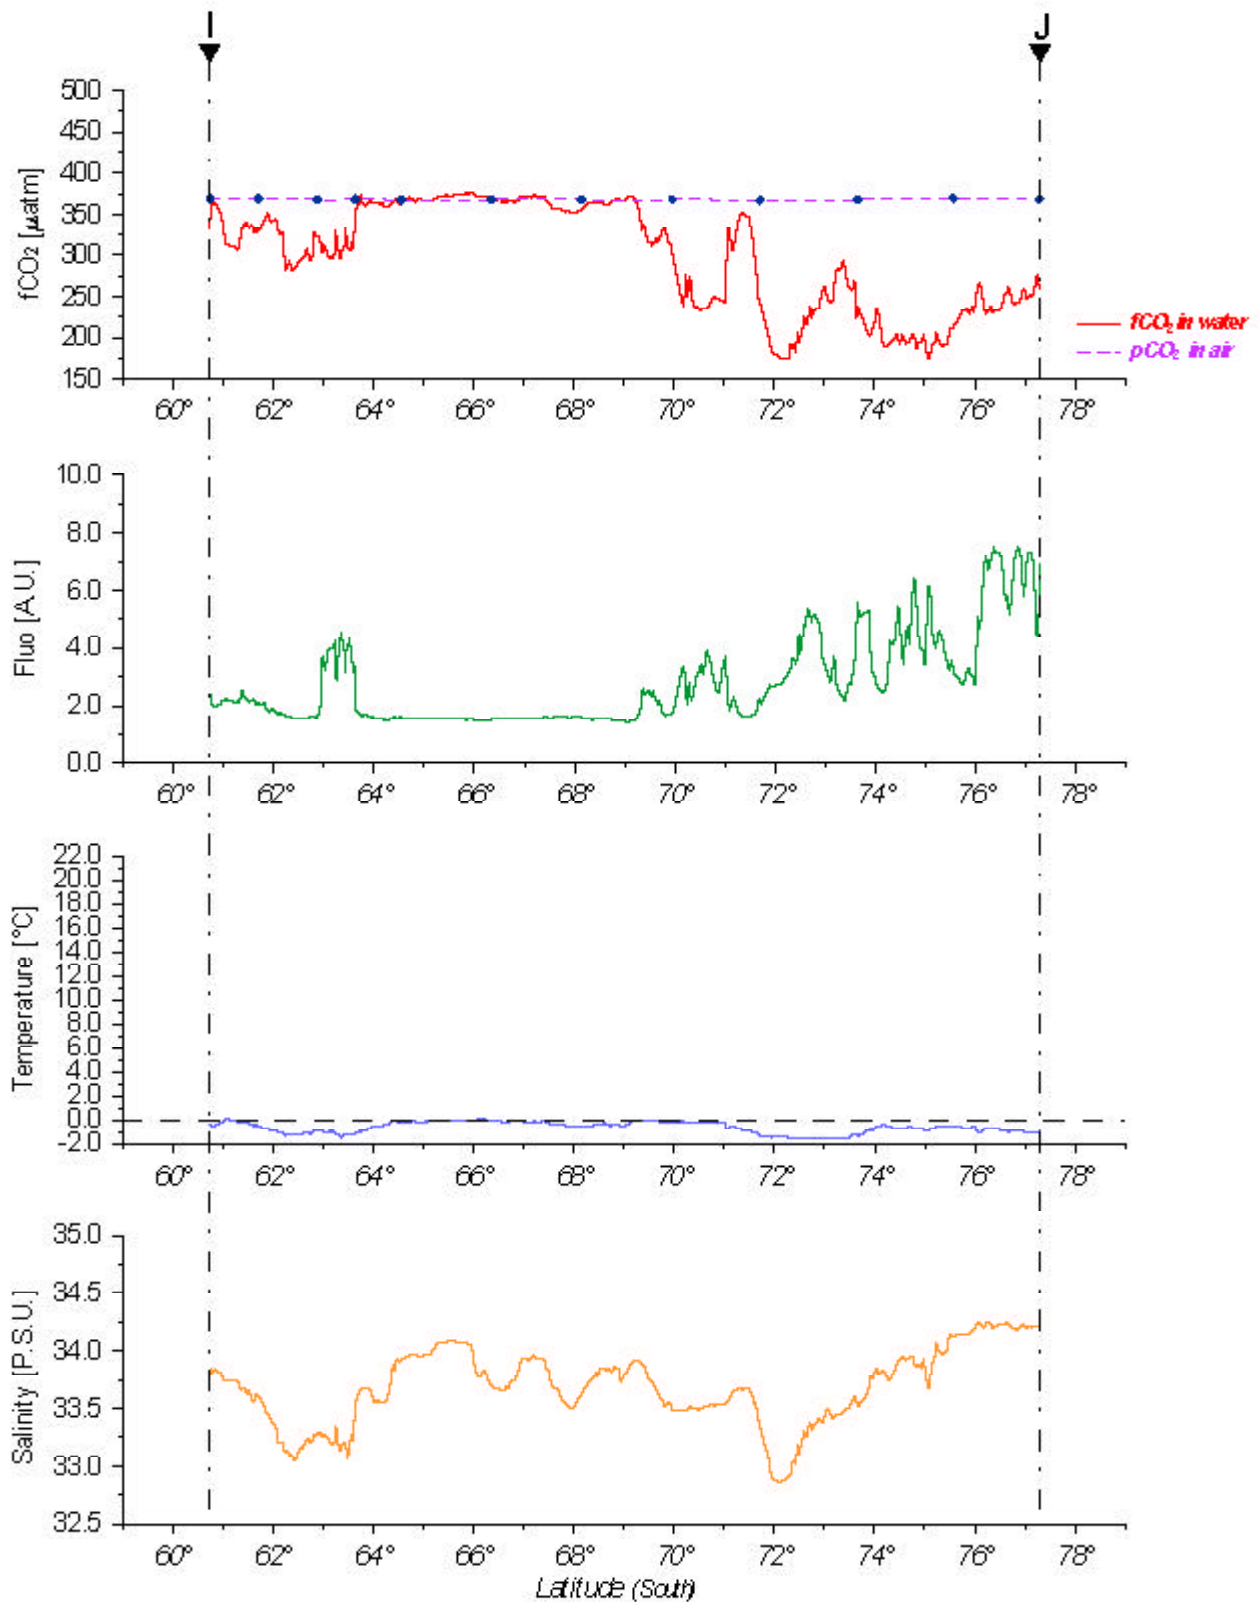 I J
500
450
400
350
300
250
200
150
fCO₂ [µatm]
60° 62° 64° 66° 68° 70° 72° 74° 76° 78°
fCO₂ in water
pCO₂ in air
10.0
8.0
6.0
4.0
2.0
0.0
Fluo [A.U.]
60° 62° 64° 66° 68° 70° 72° 74° 76° 78°
22.0
20.0
18.0
16.0
14.0
12.0
10.0
8.0
6.0
4.0
2.0
0.0
-2.0
Temperature [°C]
60° 62° 64° 66° 68° 70° 72° 74° 76° 78°
35.0
34.5
34.0
33.5
33.0
32.5
Salinity [P.S.U.]
60° 62° 64° 66° 68° 70° 72° 74° 76° 78°
Latitude (South)